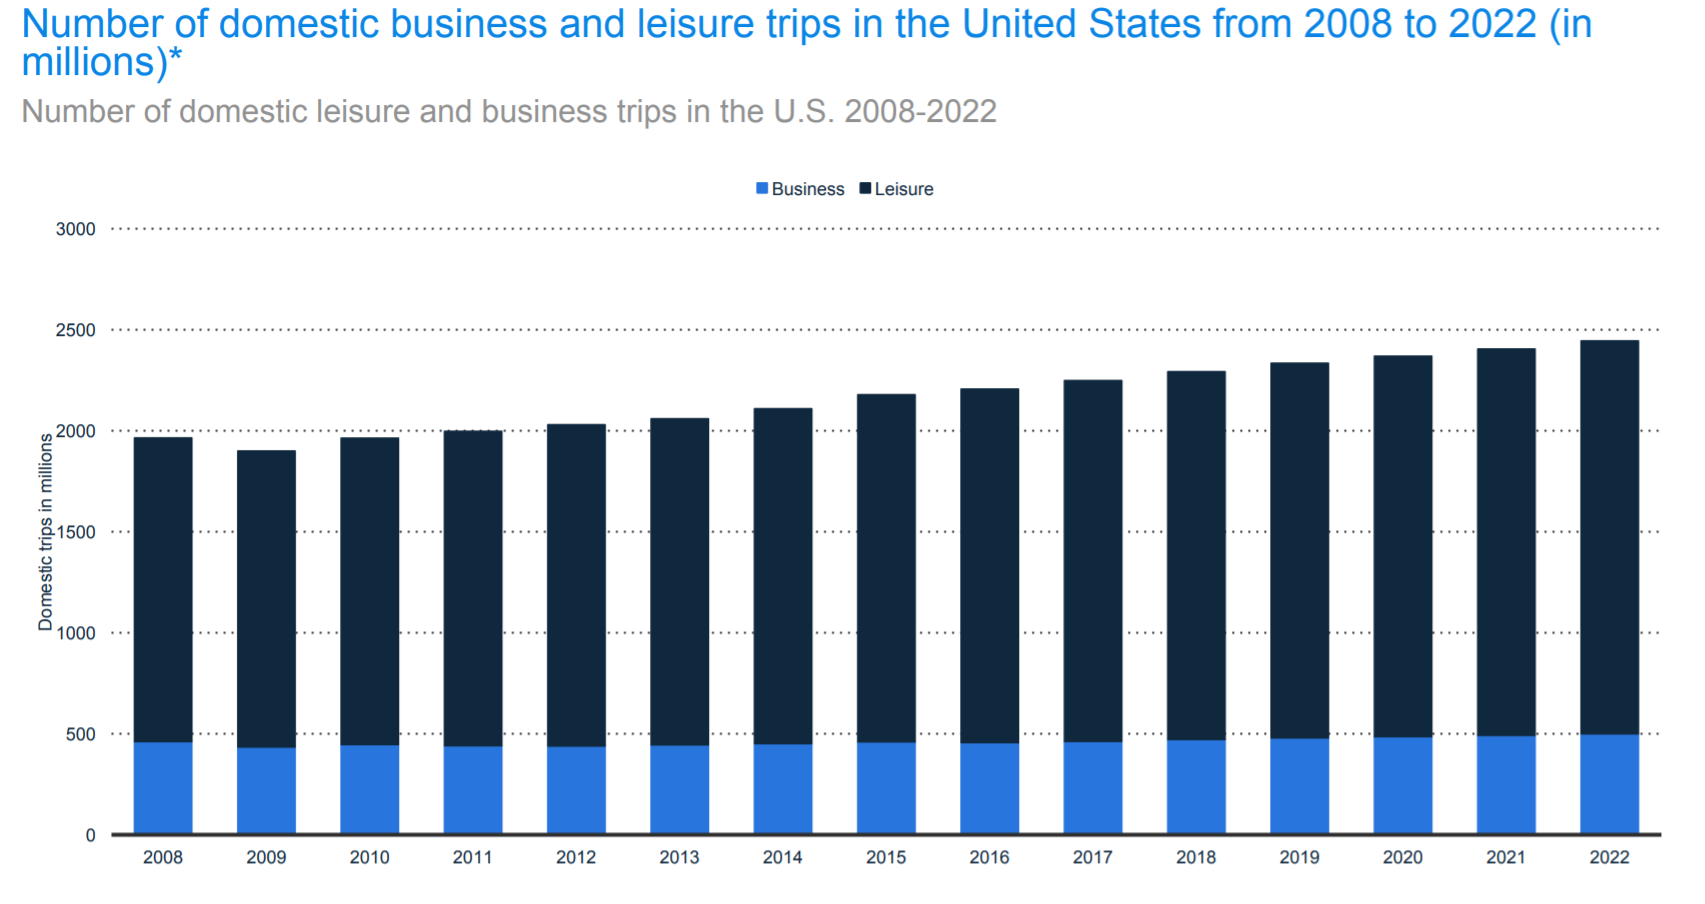 Number of domestic business and leisure trips in the United States from 2008 to 2022 (in
millions)*
Number of domestic leisure and business trips in the U.S. 2008-2022
Business Leisure
3000
2500
2000
1500
1000
500
0
Domestic trips in millions
2008 2009 2010 2011 2012 2013 2014 2015 2016 2017 2018 2019 2020 2021 2022